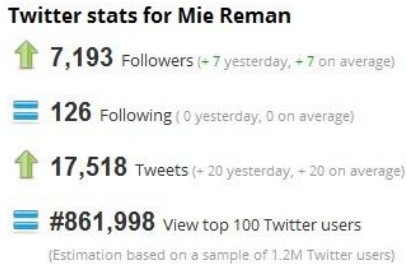 Twitter stats for Mie Reman
7,193 Followers (+ 7 yesterday, + 7 on average)
126 Following ( 0 yesterday, 0 on average)
17,518 Tweets (+ 20 yesterday, + 20 on average)
#861,998 View top 100 Twitter users
(Estimation based on a sample of 1.2M Twitter users)